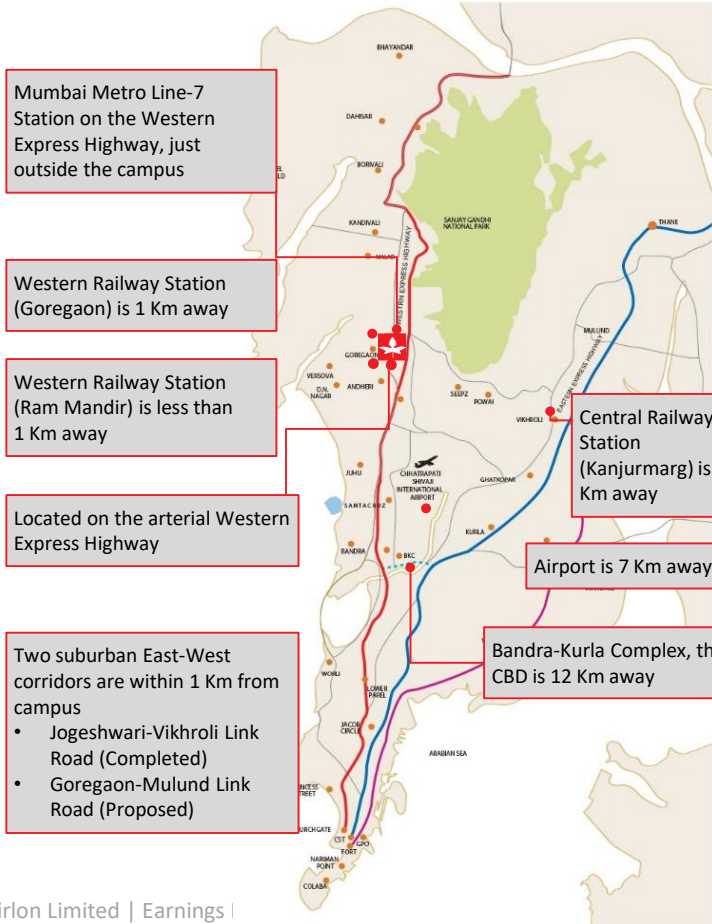 BHAYANDAR
Mumbai Metro Line-7
Station on the Western
Express Highway, just
outside the campus
DAHISAR
BORIVALI
KANDIVALI
SANJAY GANDHI
NATIONAL PARK
THANE
WESTERN EXPRESS HIGHWAY
Western Railway Station
(Goregaon) is 1 Km away
MULUND
GOREGAON
EASTERN EXPRESS HIGHWAY
Western Railway Station
(Ram Mandir) is less than
1 Km away
VERSOVA
D.N.
NAGAR
ANDHERI
SEEPZ
POWAI
VIKHROLI
Central Railway
Station
(Kanjurmarg) is
Km away
JUHU
CHHATRAPATI
SHIVAJI
INTERNATIONAL
AIRPORT
GHATKOPAR
Located on the arterial Western
Express Highway
SANTACRUZ
KURLA
BANDRA
BKC
Airport is 7 Km away
Two suburban East-West
corridors are within 1 Km from
campus
• Jogeshwari-Vikhroli Link
Road (Completed)
• Goregaon-Mulund Link
Road (Proposed)
Bandra-Kurla Complex, th
CBD is 12 Km away
WORLI
LOWER
PAREL
JACOB
CIRCLE
ARABIAN SEA
CST
FORT
GPO
NARIMAN
POINT
COLABA
irlon Limited | Earnings